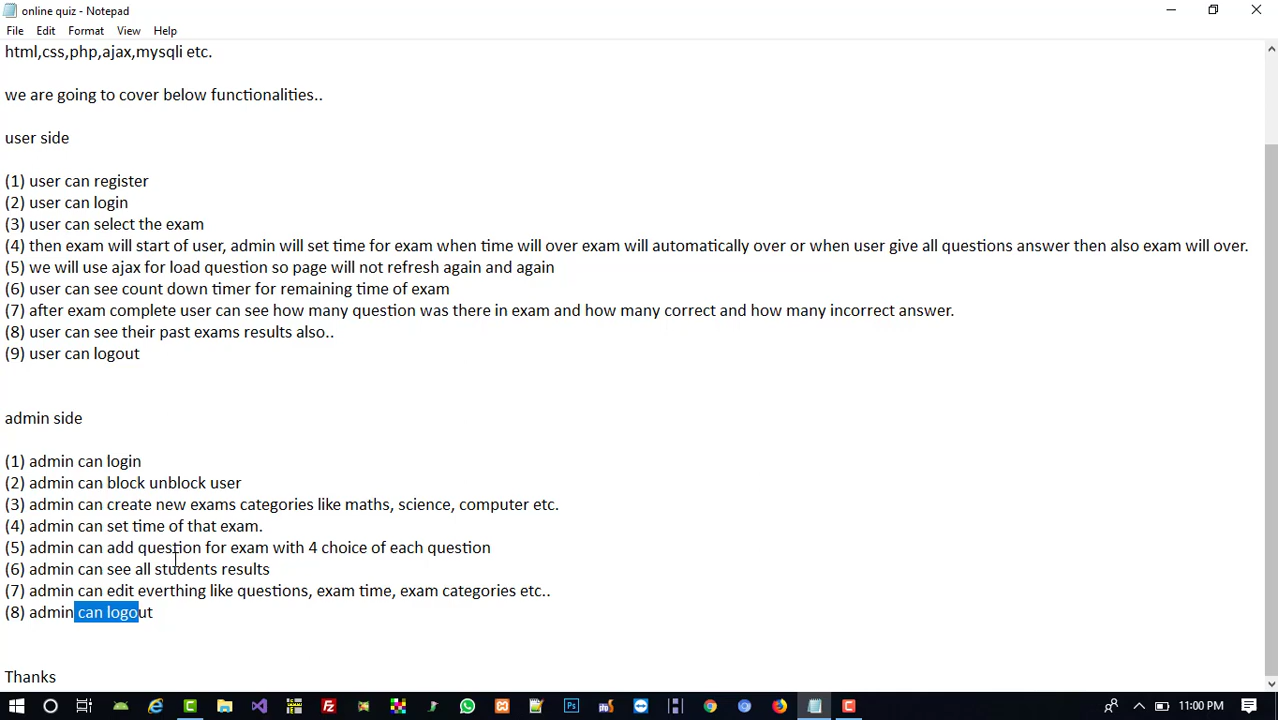 online quiz - Notepad
File Edit Format View Help
html,css,php,ajax,mysqli etc.
we are going to cover below functionalities..
user side
(1) user can register
(2) user can login
(3) user can select the exam
(4) then exam will start of user, admin will set time for exam when time will over exam will automatically over or when user give all questions answer then also exam will over.
(5) we will use ajax for load question so page will not refresh again and again
(6) user can see count down timer for remaining time of exam
(7) after exam complete user can see how many question was there in exam and how many correct and how many incorrect answer.
(8) user can see their past exams results also..
(9) user can logout
admin side
(1) admin can login
(2) admin can block unblock user
(3) admin can create new exams categories like maths, science, computer etc.
(4) admin can set time of that exam.
(5) admin can add question for exam with 4 choice of each question
(6) admin can see all students results
(7) admin can edit everthing like questions, exam time, exam categories etc..
(8) admin can logout
Thanks
11:00 PM